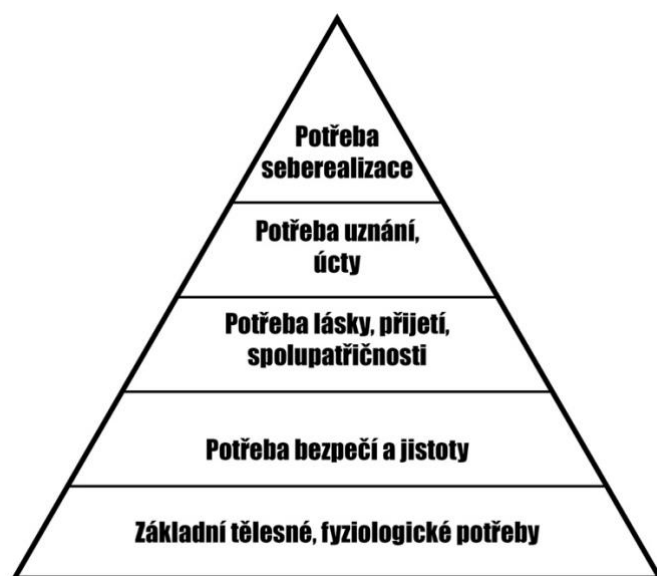 Potřeba
seberealizace
Potřeba uznání,
úcty
Potřeba lásky, přijetí,
spolupatřičnosti
Potřeba bezpečí a jistoty
Základní tělesné, fyziologické potřeby